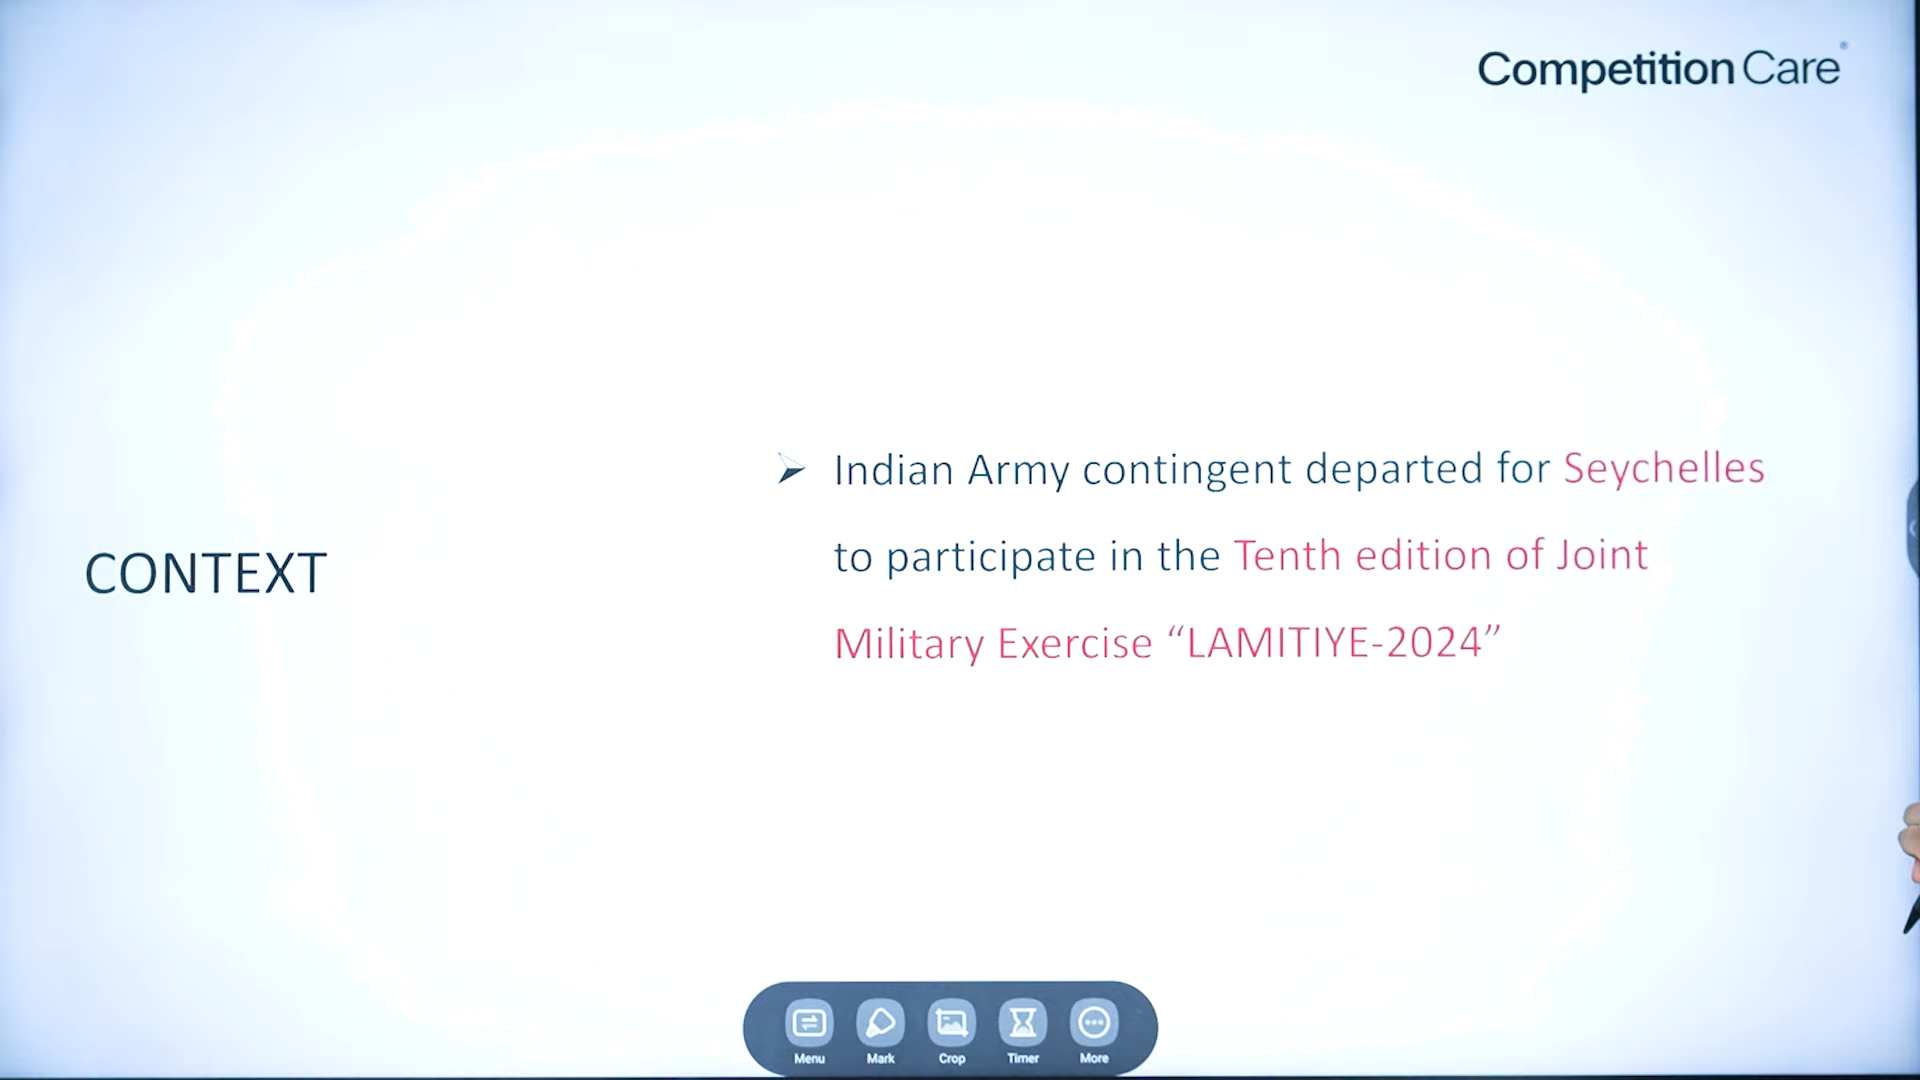 Competition Care
CONTEXT
➢ Indian Army contingent departed for Seychelles
to participate in the Tenth edition of Joint
Military Exercise “LAMITIYE-2024”
Menu Mark Crop Timer More